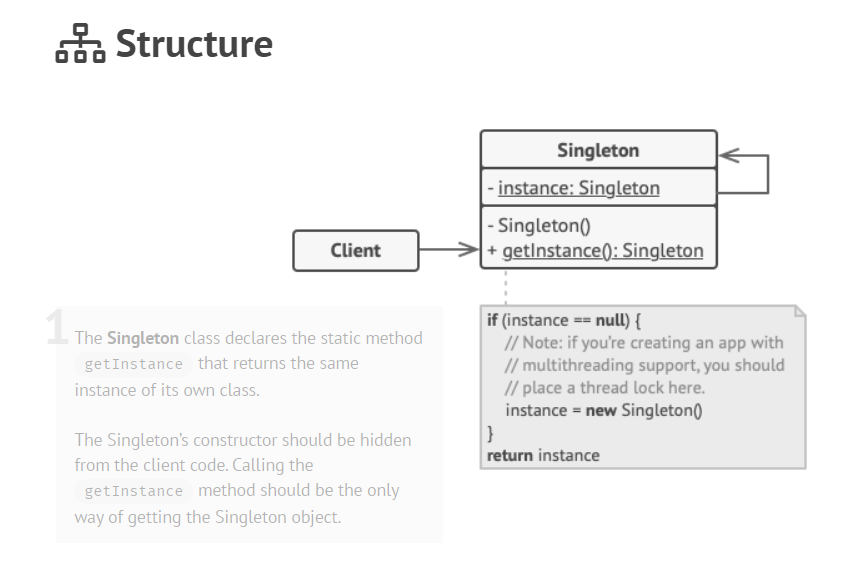 Structure
Singleton
- instance: Singleton
- Singleton()
+ getInstance(): Singleton
Client
1
The Singleton class declares the static method
getInstance that returns the same
instance of its own class.
The Singleton’s constructor should be hidden
from the client code. Calling the
getInstance method should be the only
way of getting the Singleton object.
if (instance == null) {
// Note: if you’re creating an app with
// multithreading support, you should
// place a thread lock here.
instance = new Singleton()
}
return instance